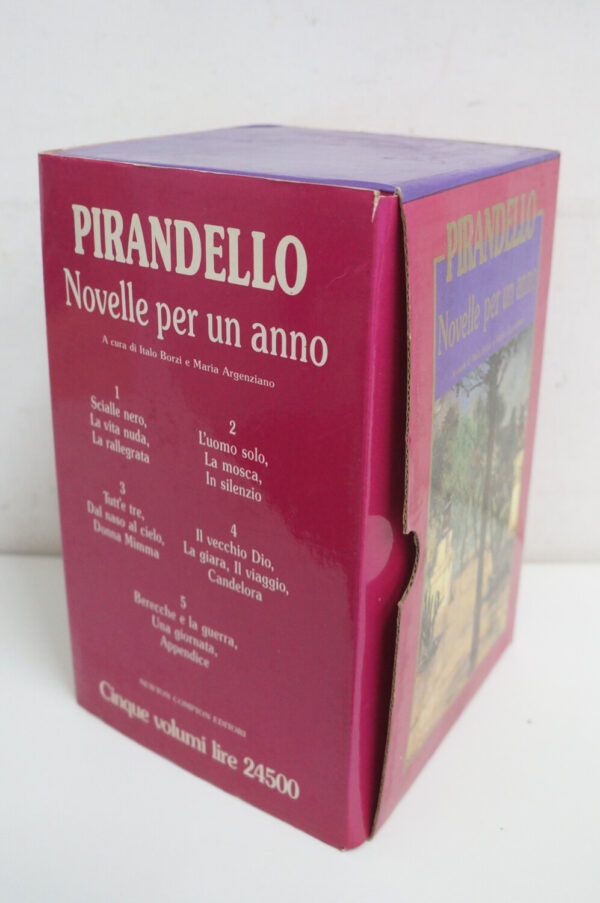 PIRANDELLO
Novelle per un anno
A cura di Italo Borzi e Maria Argenziano
1
Scialle nero,
La vita nuda,
La rallegrata
2
L'uomo solo,
La mosca,
In silenzio
3
Tutt'e tre,
Dal naso al cielo,
Donna Mimma
4
Il vecchio Dio,
La giara, Il viaggio,
Candelora
5
Berecche e la guerra,
Una giornata,
Appendice
NEWTON COMPTON EDITORI
Cinque volumi lire 24500
PIRANDELLO
Novelle per un anno